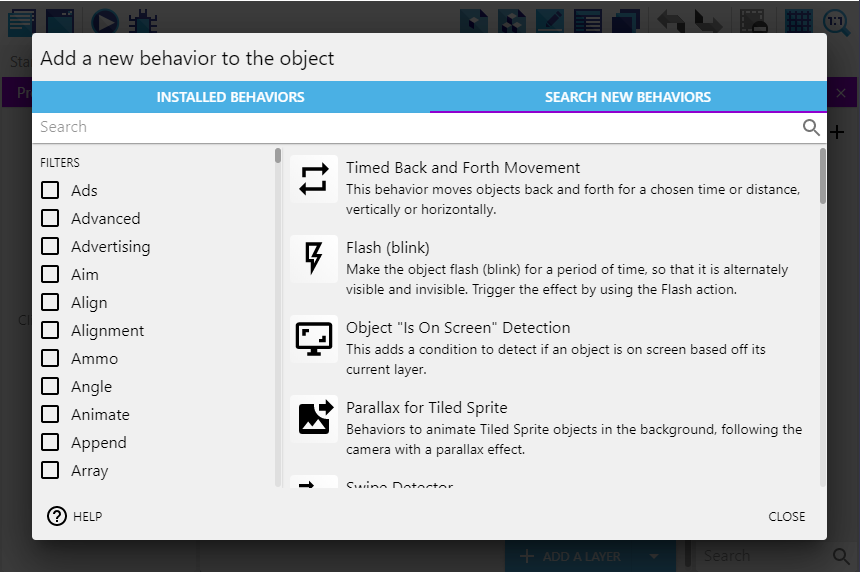 Sta
Pr
Add a new behavior to the object
INSTALLED BEHAVIORS
SEARCH NEW BEHAVIORS
Search
FILTERS
Ads
Advanced
Advertising
Aim
Align
Alignment
Ammo
Angle
Animate
Append
Array
Timed Back and Forth Movement
This behavior moves objects back and forth for a chosen time or distance,
vertically or horizontally.
Flash (blink)
Make the object flash (blink) for a period of time, so that it is alternately
visible and invisible. Trigger the effect by using the Flash action.
Object "Is On Screen" Detection
This adds a condition to detect if an object is on screen based off its
current layer.
Parallax for Tiled Sprite
Behaviors to animate Tiled Sprite objects in the background, following the
camera with a parallax effect.
Swipe Detector
HELP
CLOSE
ADD A LAYER
Search
1:1